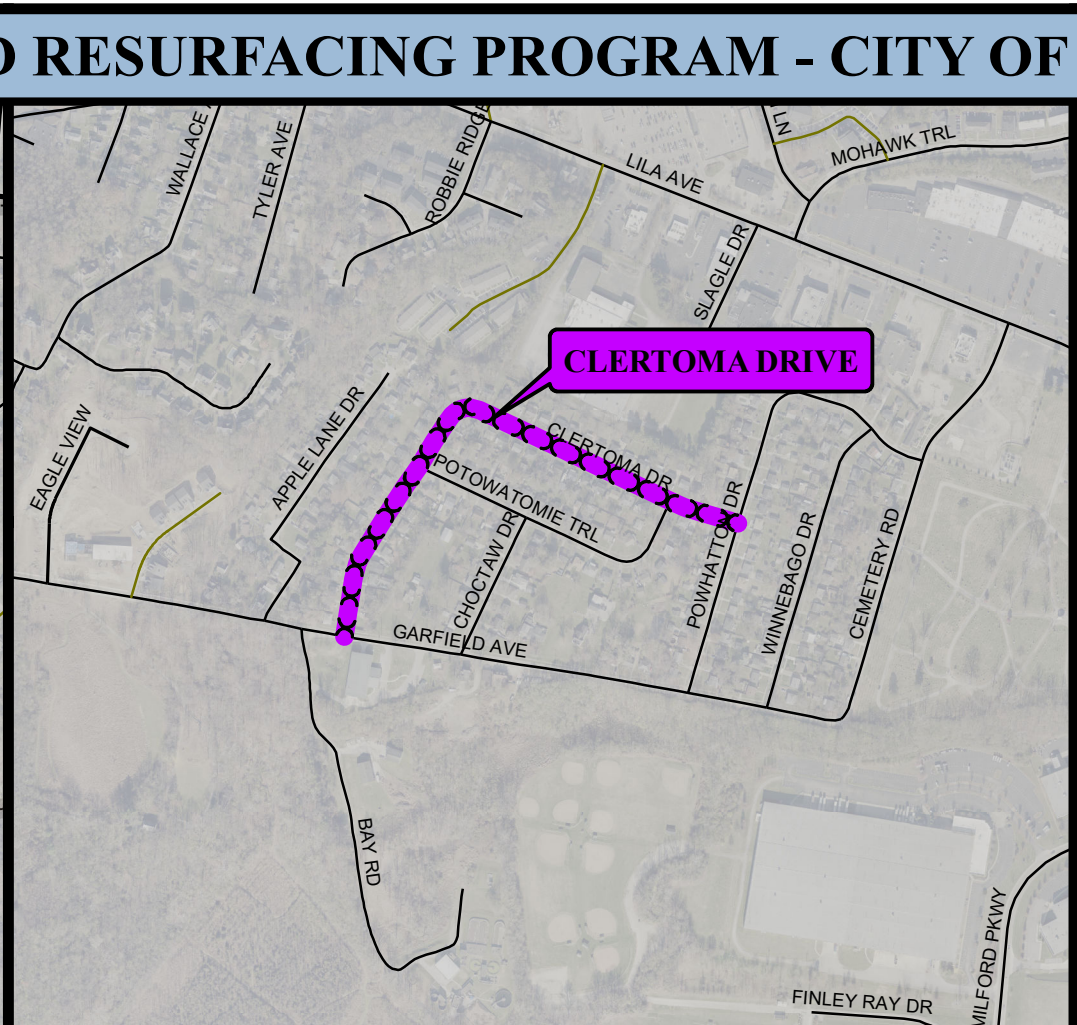 RESURFACING PROGRAM - CITY OF
WALLACE
TYLER AVE
ROBBIE RIDGE
LILA AVE
LN
MOHAWK TRL
SLAGLE DR
CLERTOMA DRIVE
EAGLE VIEW
APPLE LANE DR
CLERTOMA DR
POTOWATOMIE TRL
CHOCTAW DR
POWHATTON DR
WINNEBAGO DR
CEMETERY RD
GARFIELD AVE
BAY RD
MILFORD PKWY
FINLEY RAY DR